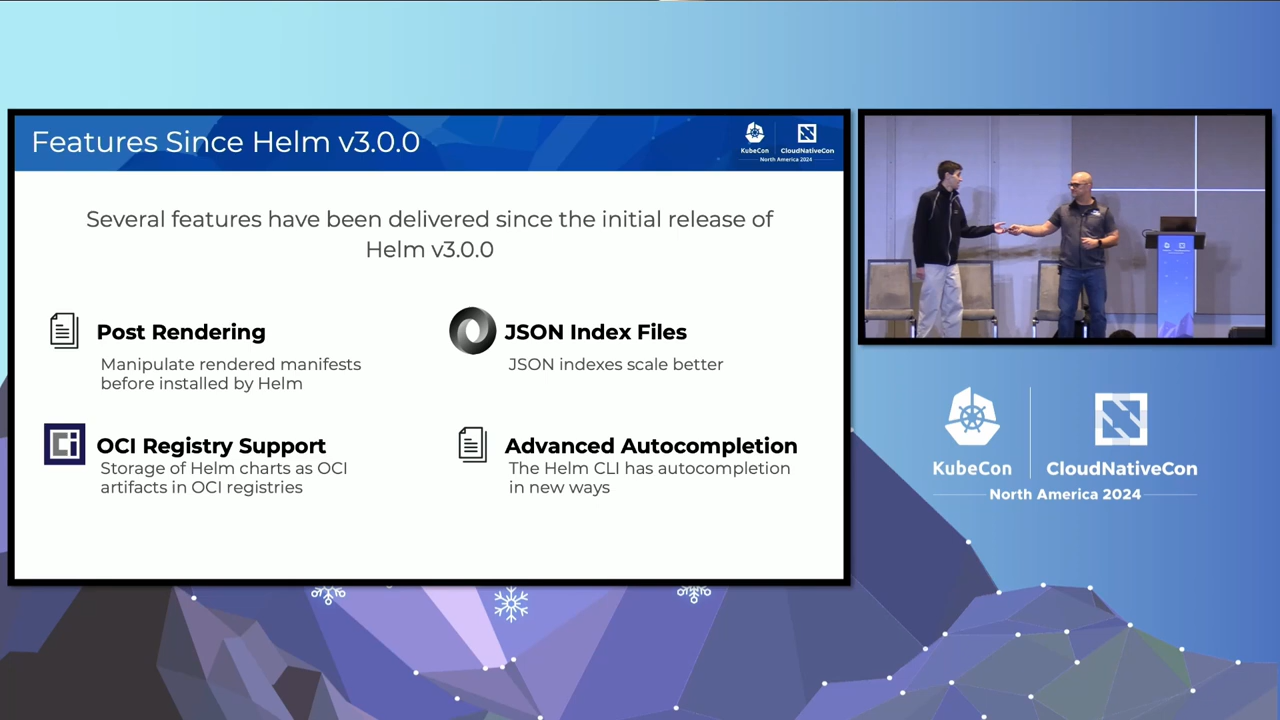 Features Since Helm v3.0.0
KubeCon
CloudNativeCon
North America 2024
Several features have been delivered since the initial release of
Helm v3.0.0
Post Rendering
Manipulate rendered manifests
before installed by Helm
JSON Index Files
JSON indexes scale better
OCI Registry Support
Storage of Helm charts as OCI
artifacts in OCI registries
Advanced Autocompletion
The Helm CLI has autocompletion
in new ways
KubeCon
CloudNativeCon
North America 2024